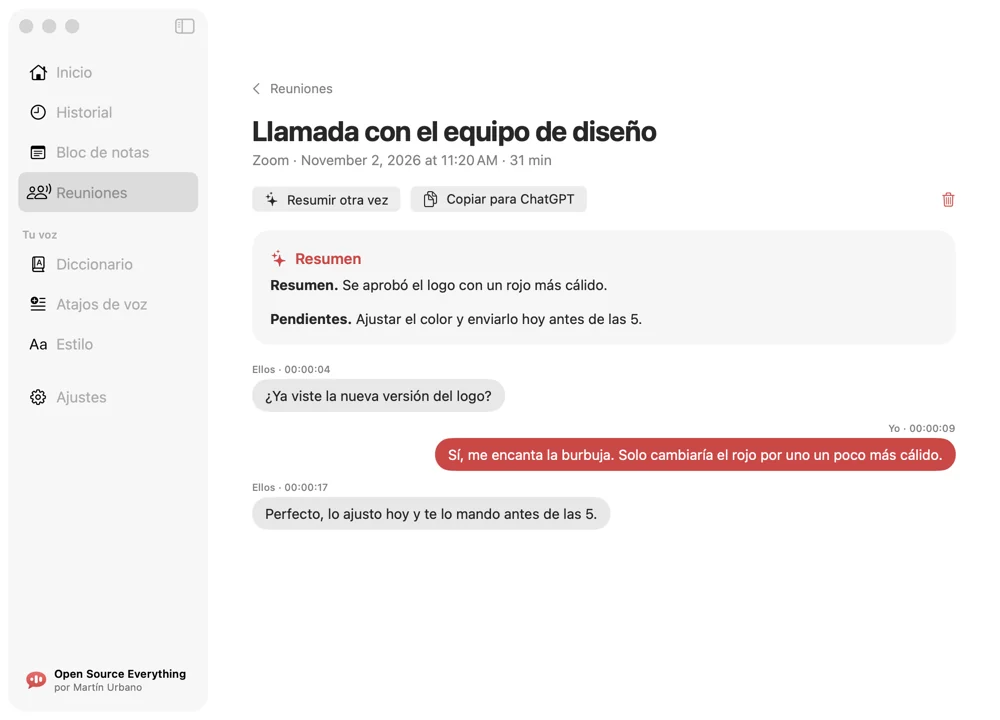 Inicio
Historial
Bloc de notas
Reuniones
Tu voz
Diccionario
Atajos de voz
Aa Estilo
Ajustes
Open Source Everything
por Martín Urbano
Reuniones
Llamada con el equipo de diseño
Zoom · November 2, 2026 at 11:20 AM · 31 min
Resumir otra vez
Copiar para ChatGPT
Resumen
Resumen. Se aprobó el logo con un rojo más cálido.
Pendientes. Ajustar el color y enviarlo hoy antes de las 5.
Ellos · 00:00:04
¿Ya viste la nueva versión del logo?
Yo · 00:00:09
Sí, me encanta la burbuja. Solo cambiaría el rojo por uno un poco más cálido.
Ellos · 00:00:17
Perfecto, lo ajusto hoy y te lo mando antes de las 5.